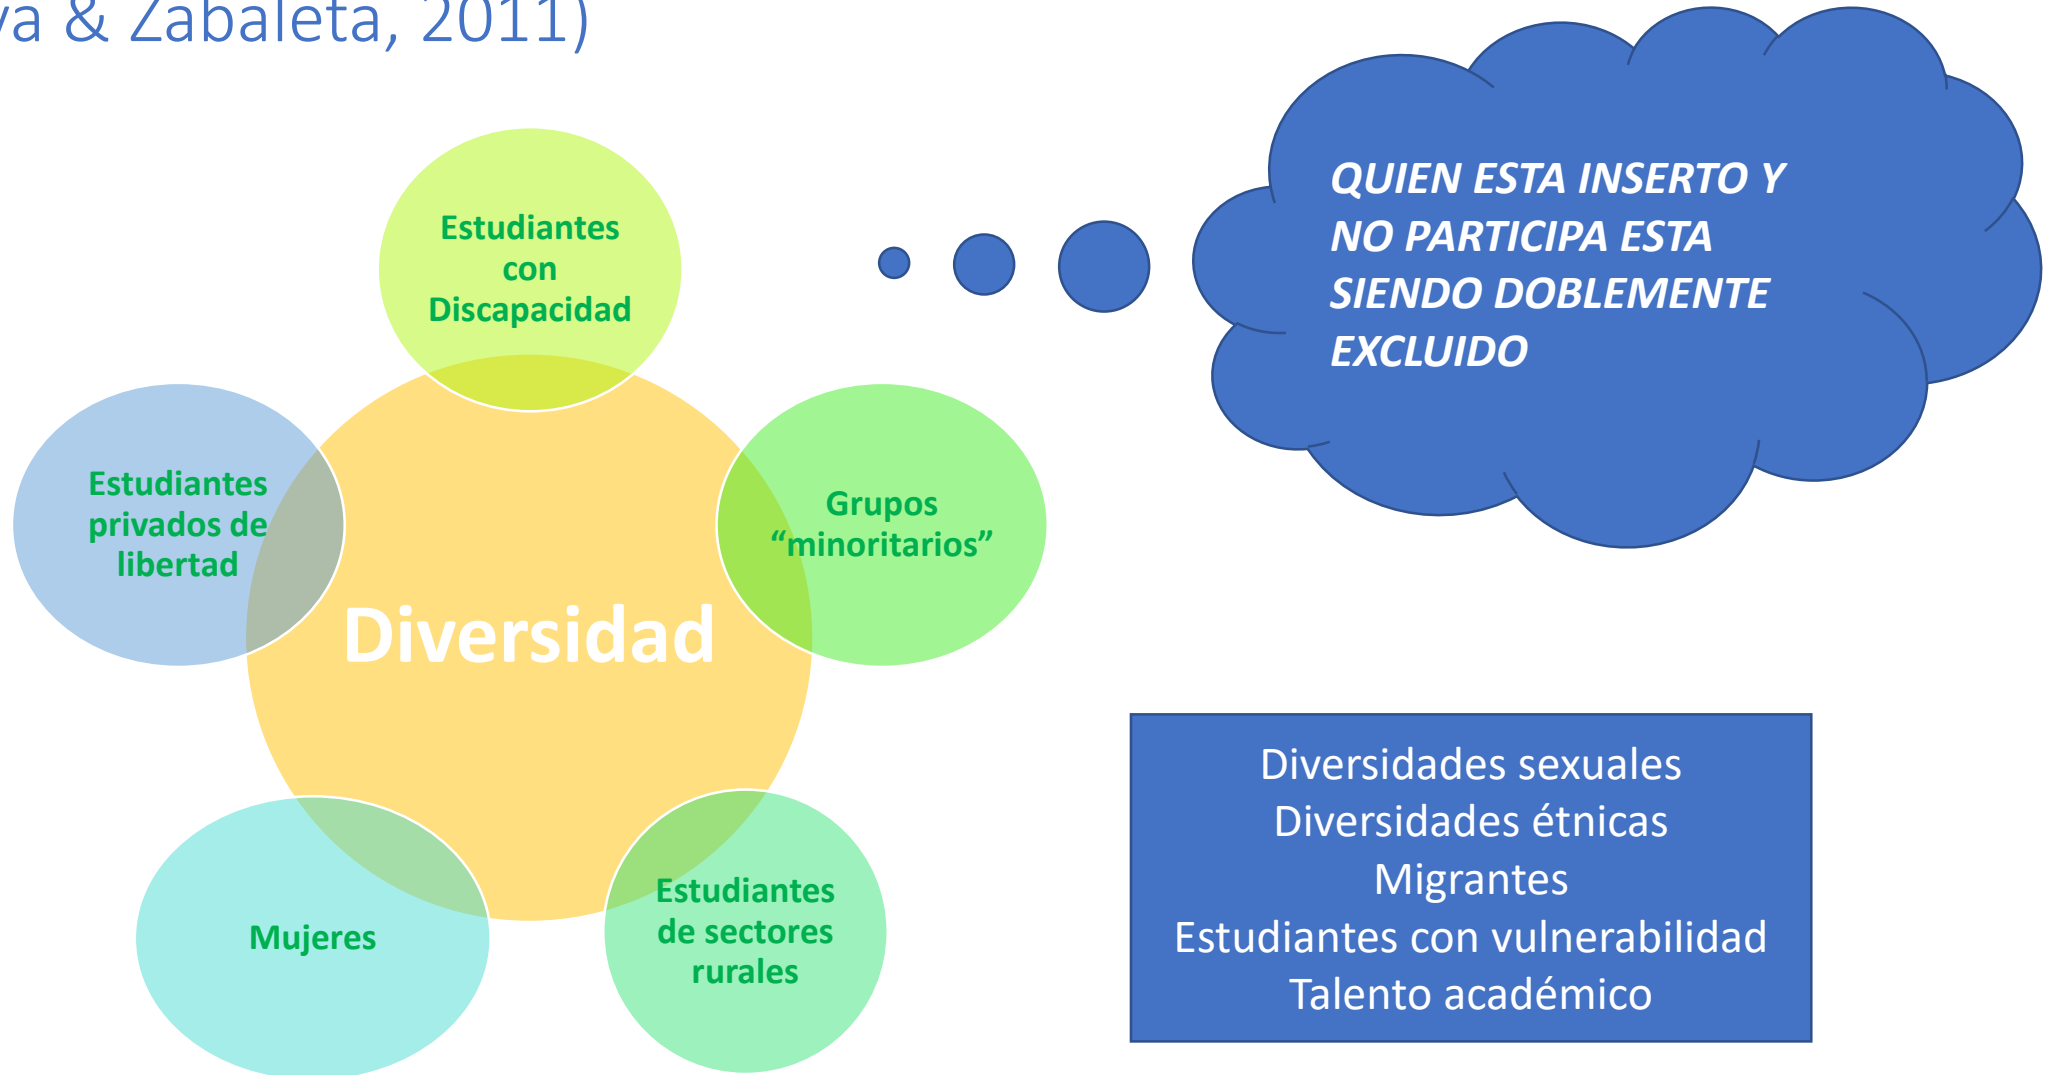 & Zabaleta, 2011)
Estudiantes
con
Discapacidad
QUIEN ESTA INSERTO Y
NO PARTICIPA ESTA
SIENDO DOBLEMENTE
EXCLUIDO
Estudiantes
privados de
libertad
Grupos
“minoritarios”
Diversidad
Mujeres
Estudiantes
de sectores
rurales
Diversidades sexuales
Diversidades étnicas
Migrantes
Estudiantes con vulnerabilidad
Talento académico